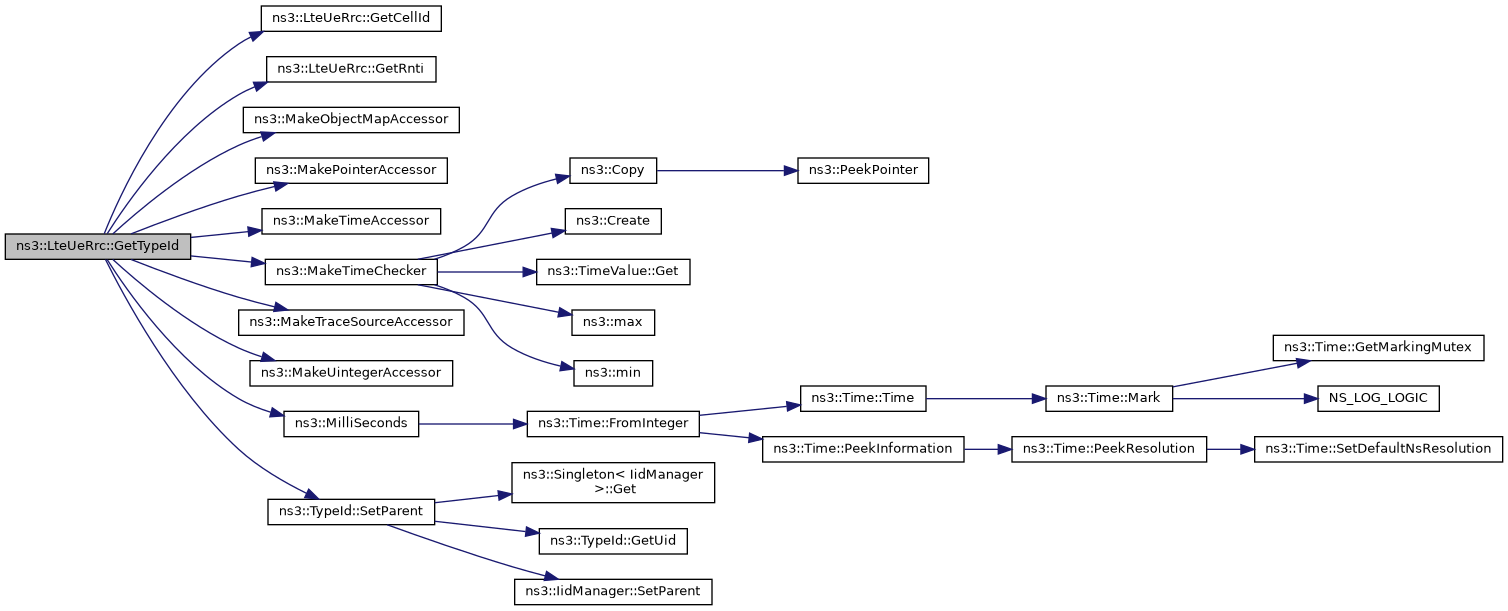 ns3::LteUeRrc::GetCellId
ns3::LteUeRrc::GetRnti
ns3::MakeObjectMapAccessor
ns3::MakePointerAccessor
ns3::Copy
ns3::PeekPointer
ns3::MakeTimeAccessor
ns3::Create
ns3::LteUeRrc::GetTypeId
ns3::MakeTimeChecker
ns3::TimeValue::Get
ns3::MakeTraceSourceAccessor
ns3::max
ns3::Time::GetMarkingMutex
ns3::MakeUintegerAccessor
ns3::min
ns3::Time::Time
ns3::Time::Mark
NS_LOG_LOGIC
ns3::MilliSeconds
ns3::Time::FromInteger
ns3::Time::PeekInformation
ns3::Time::PeekResolution
ns3::Time::SetDefaultNsResolution
ns3::Singleton< IidManager
>::Get
ns3::TypeId::SetParent
ns3::TypeId::GetUid
ns3::IidManager::SetParent